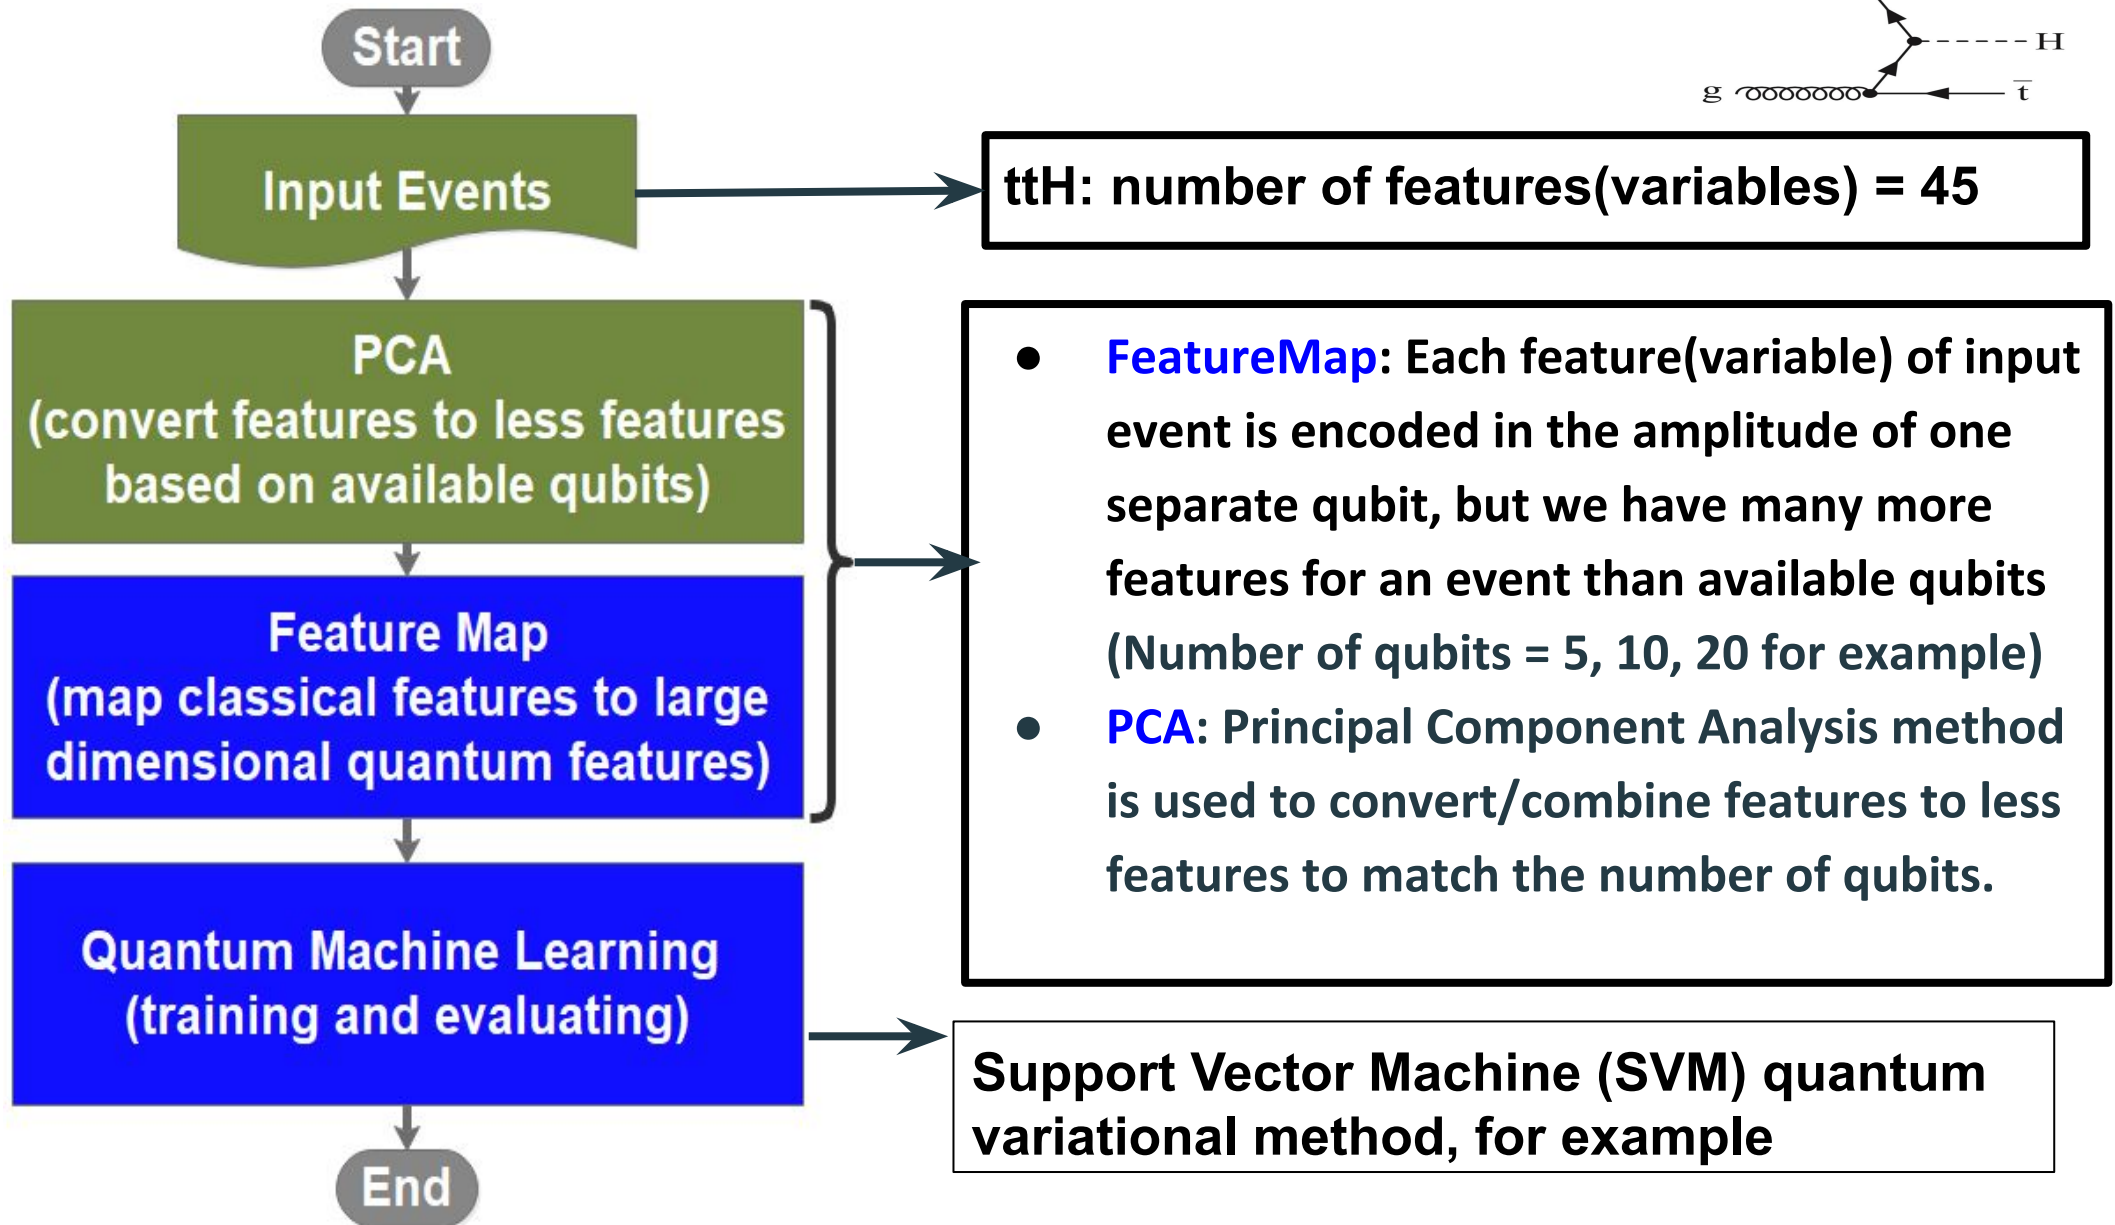 Start
H
g
t̅
Input Events
ttH: number of features(variables) = 45
PCA
(convert features to less features
based on available qubits)
Feature Map
(map classical features to large
dimensional quantum features)
● FeatureMap: Each feature(variable) of input
event is encoded in the amplitude of one
separate qubit, but we have many more
features for an event than available qubits
(Number of qubits = 5, 10, 20 for example)
● PCA: Principal Component Analysis method
is used to convert/combine features to less
features to match the number of qubits.
Quantum Machine Learning
(training and evaluating)
Support Vector Machine (SVM) quantum
variational method, for example
End